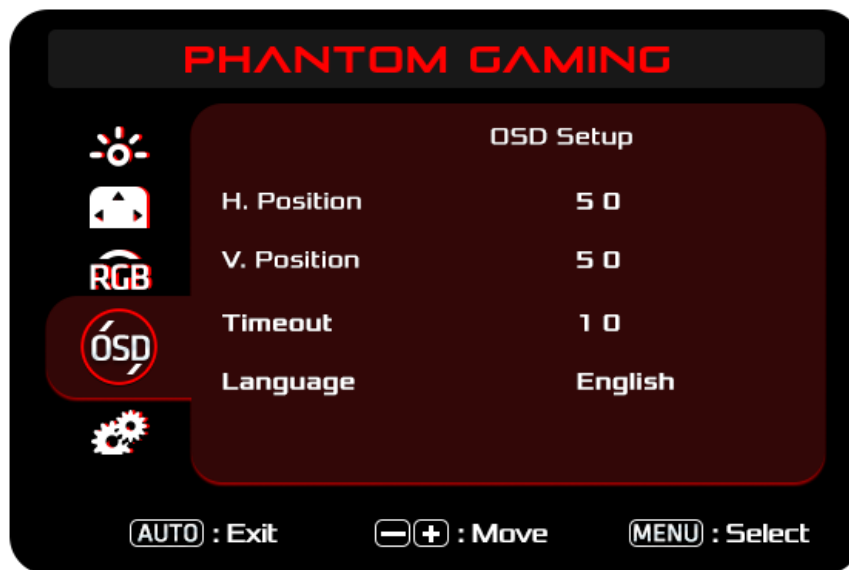 PHANTOM GAMING
OSD Setup
H. Position 50
V. Position 50
RGB
Timeout 10
OSD
Language English
AUTO : Exit - + : Move MENU : Select